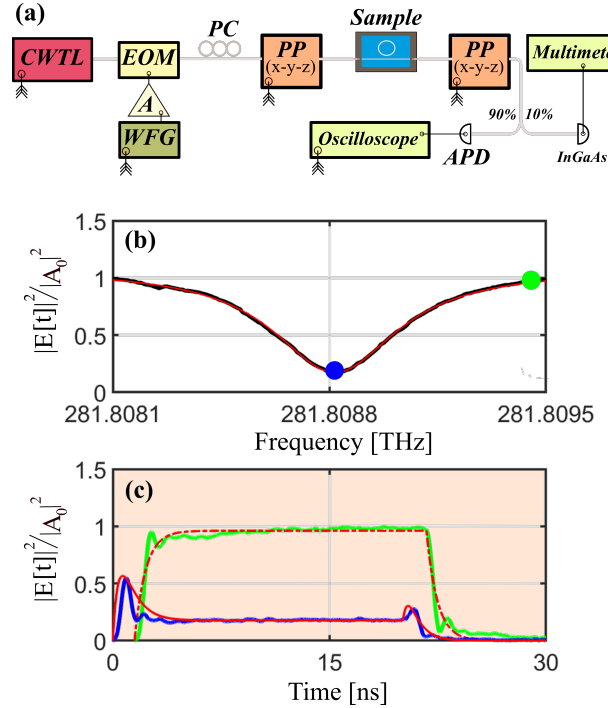 (a)
PC
Sample
CWTL
EOM
PP
(x-y-z)
PP
(x-y-z)
Multimete
A
WFG
90%
10%
Oscilloscope
APD
InGaAs
(b)
|E[t]|²/|A₀|²
1.5
1
0.5
0
281.8081
281.8088
281.8095
Frequency [THz]
(c)
|E[t]|²/|A₀|²
1.5
1
0.5
0
0
15
30
Time [ns]